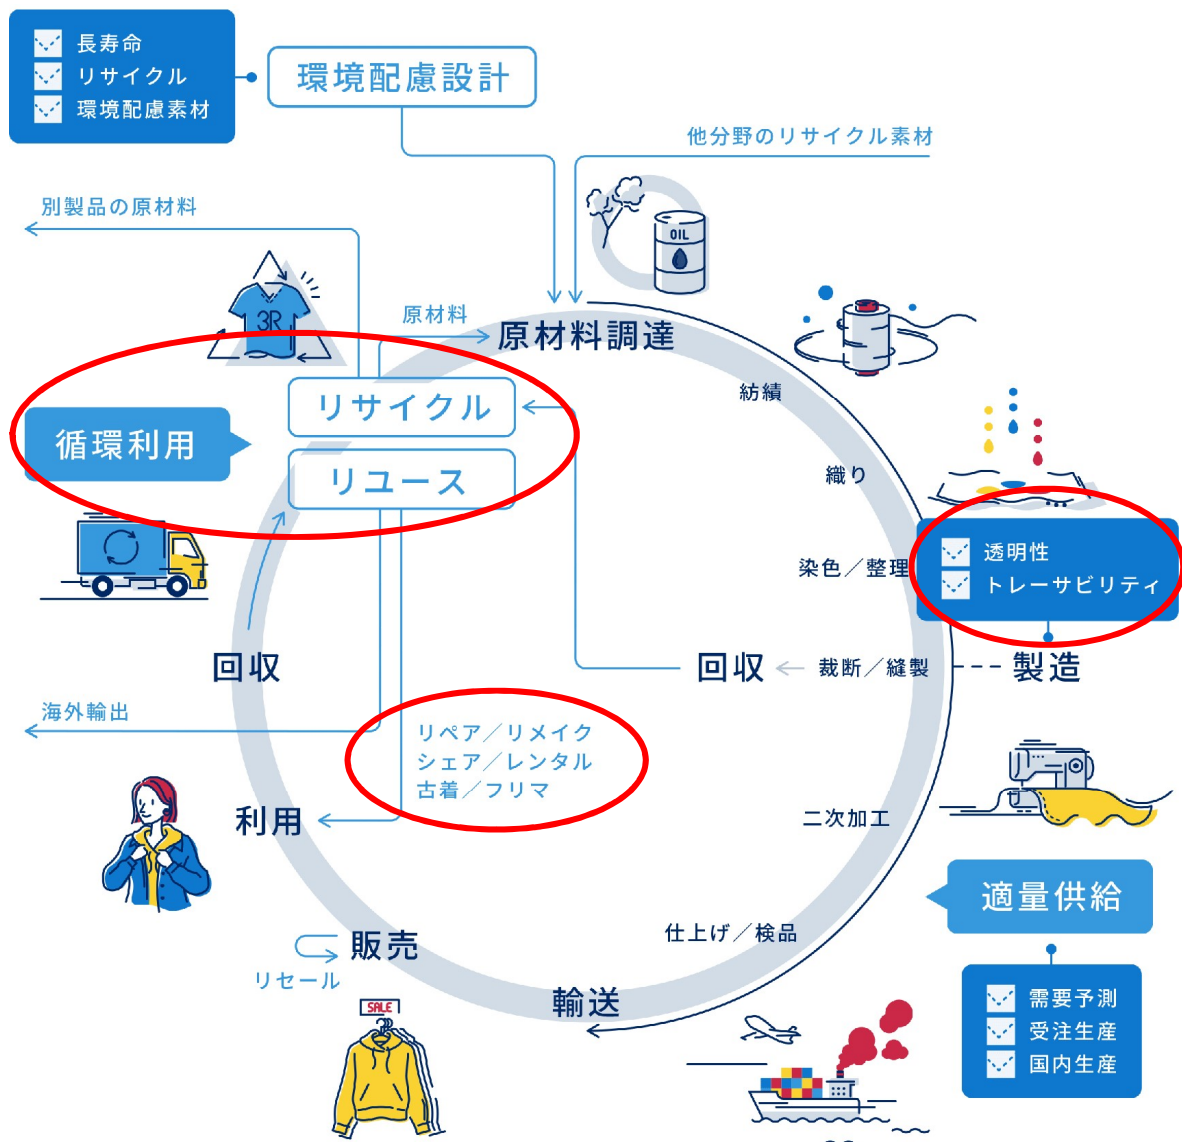 長寿命
リサイクル
環境配慮素材
環境配慮設計
他分野のリサイクル素材
別製品の原材料
OIL
3R
原材料
原材料調達
紡績
リサイクル
循環利用
リユース
織り
染色／整理
透明性
トレーサビリティ
回収
回収
裁断／縫製
製造
海外輸出
リペア／リメイク
シェア／レンタル
古着／フリマ
利用
二次加工
適量供給
仕上げ／検品
販売
リセール
輸送
SALE
需要予測
受注生産
国内生産